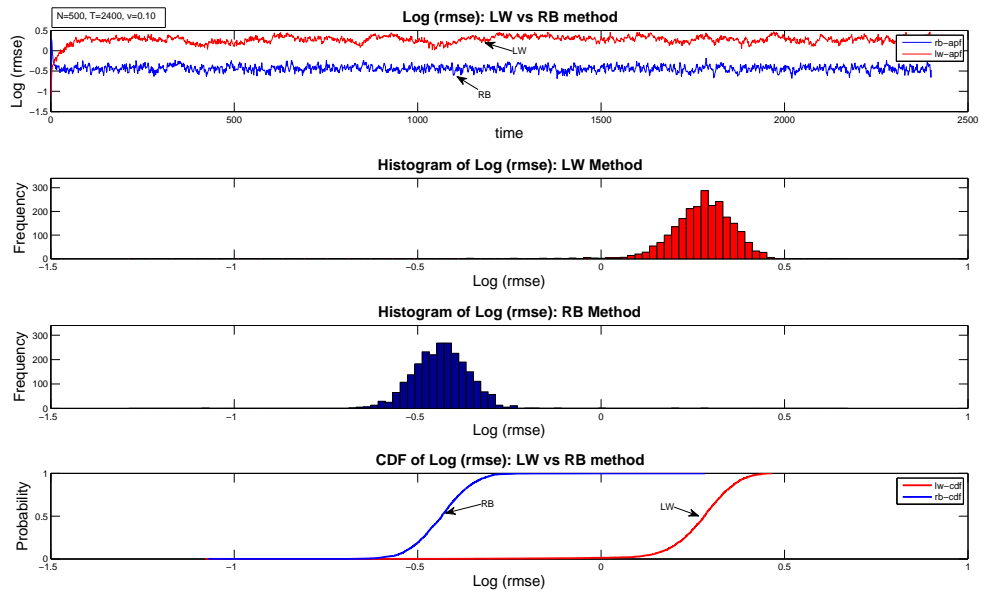 N=500, T=2400, v=0.10
Log (rmse): LW vs RB method
Log (rmse)
0.5
−0.5
−1
−1.5
LW
RB
rb−apf
lw−apf
0
500
1000
1500
2000
2500
time
Histogram of Log (rmse): LW Method
Frequency
300
200
100
0
−1.5
−1
−0.5
0
0.5
1
Log (rmse)
Histogram of Log (rmse): RB Method
Frequency
300
200
100
0
−1.5
−1
−0.5
0
0.5
1
Log (rmse)
CDF of Log (rmse): LW vs RB method
Probability
1
0.5
0
RB
LW
lw−cdf
rb−cdf
−1.5
−1
−0.5
0
0.5
1
Log (rmse)